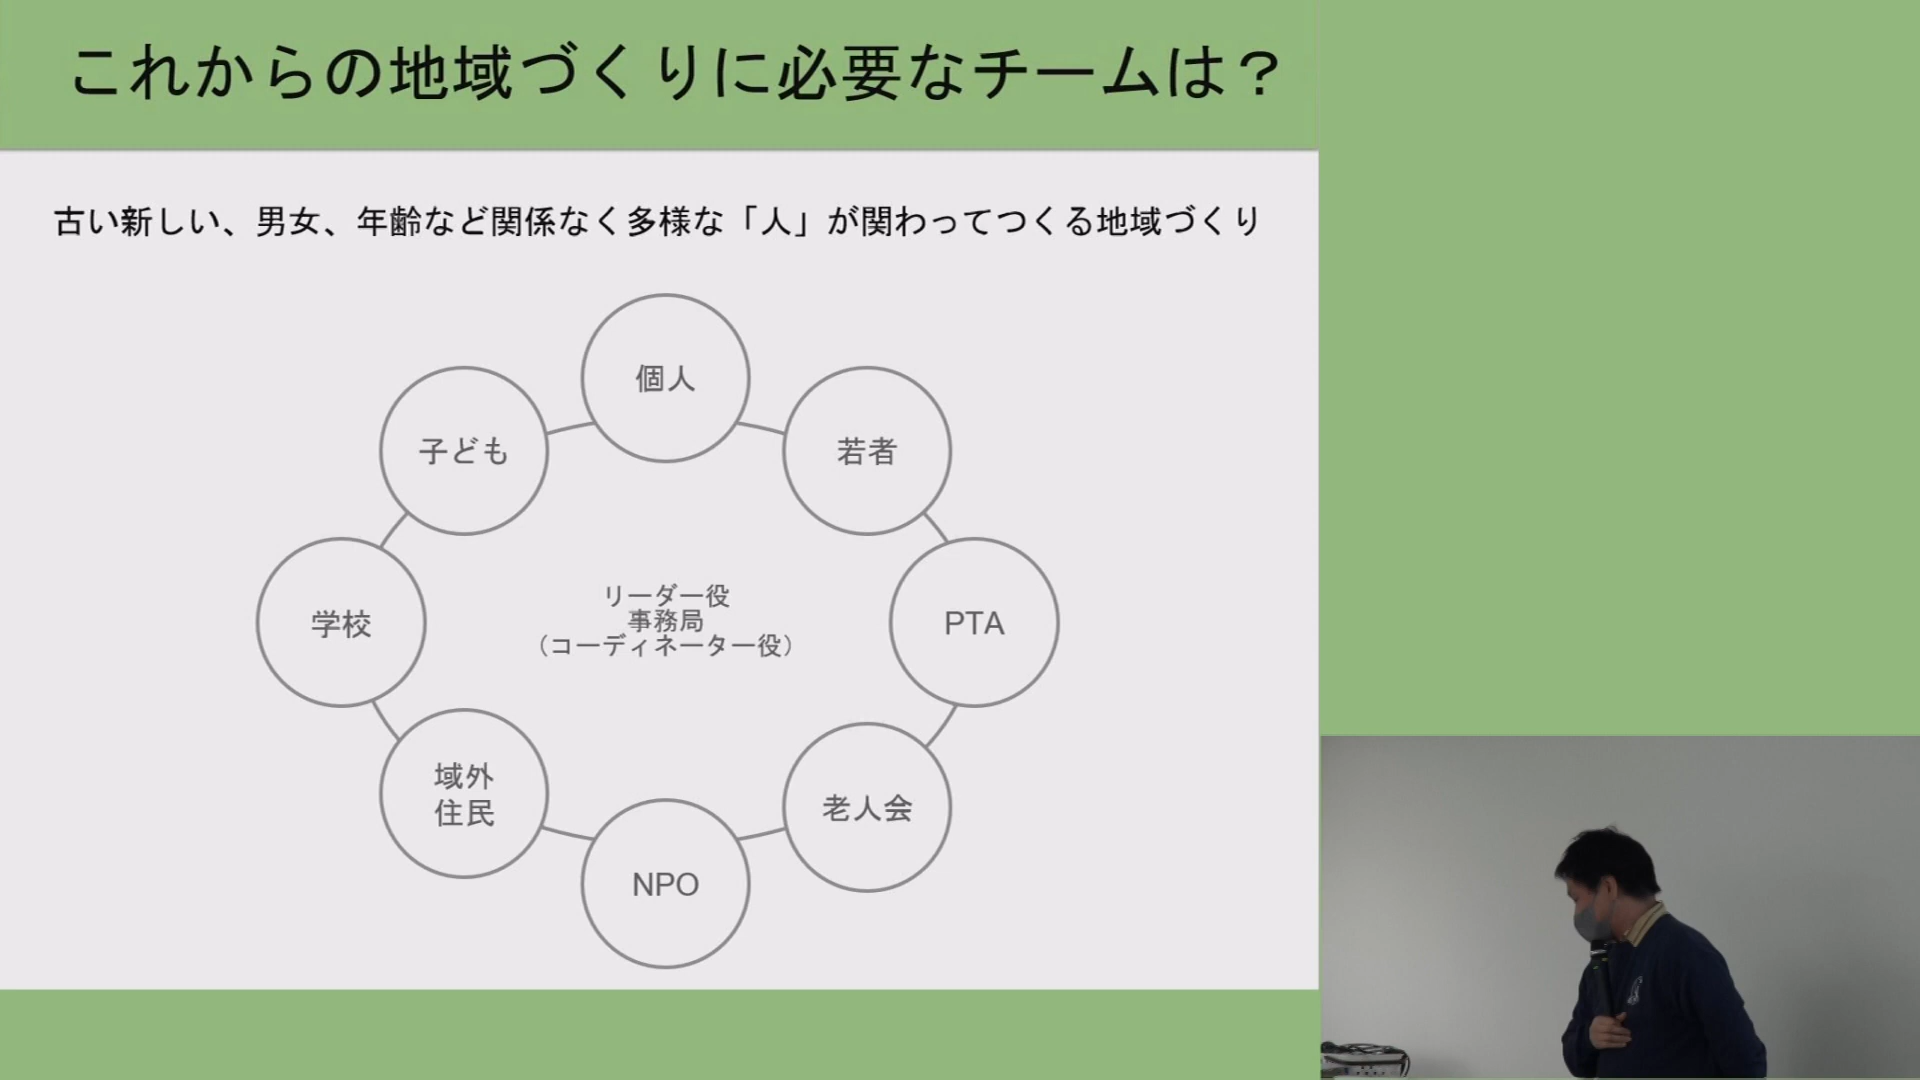 これからの地域づくりに必要なチームは？
古い新しい、男女、年齢など関係なく多様な「人」が関わってつくる地域づくり
個人
子ども
若者
学校
リーダー役
事務局
（コーディネーター役）
PTA
域外
住民
老人会
NPO